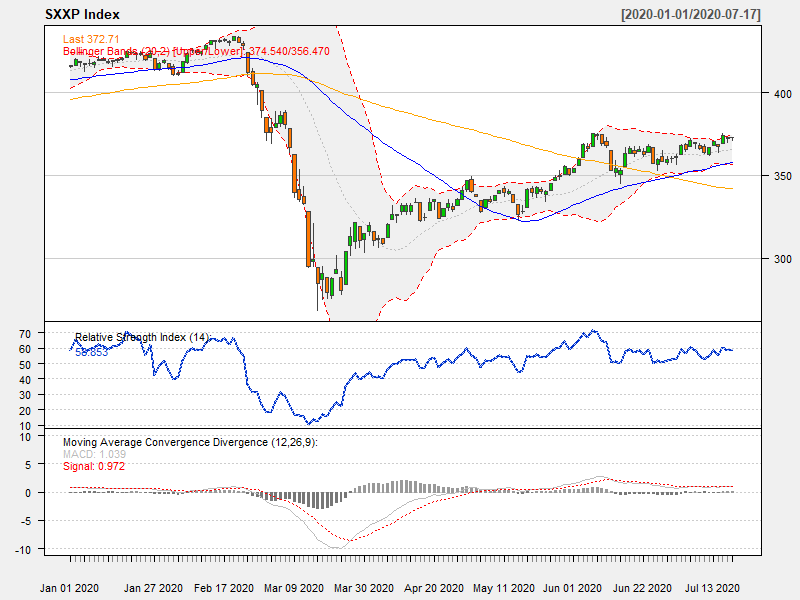 SXXP Index [2020-01-01/2020-07-17]
Last 372.71
Bollinger Bands (20,2) [Upper/Lower]: 374.540/356.470
400
350
300
Relative Strength Index (14):
58.853
70
60
50
40
30
20
10
Moving Average Convergence Divergence (12,26,9):
MACD: 1.039
Signal: 0.972
10
5
0
-5
-10
Jan 01 2020 Jan 27 2020 Feb 17 2020 Mar 09 2020 Mar 30 2020 Apr 20 2020 May 11 2020 Jun 01 2020 Jun 22 2020 Jul 13 2020